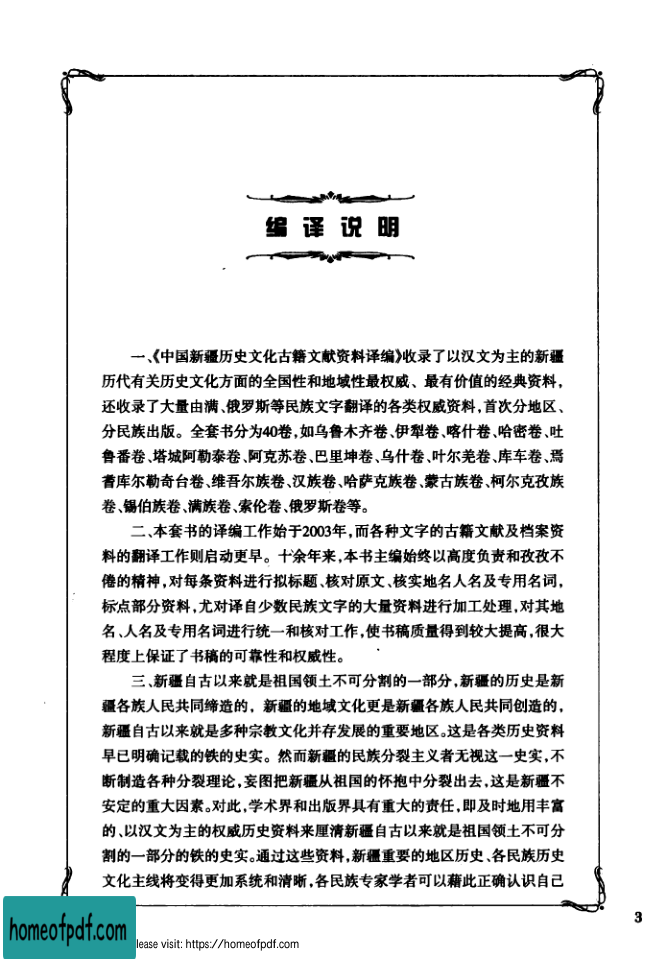 编译说明
一、《中国新疆历史文化古籍文献资料译编》收录了以汉文为主的新疆
历代有关历史文化方面的全国性和地域性最权威、最有价值的经典资料，
还收录了大量由满、俄罗斯等民族文字翻译的各类权威资料，首次分地区、
分民族出版。全套书分为40卷，如乌鲁木齐卷、伊犁卷、喀什卷、哈密卷、吐
鲁番卷、塔城阿勒泰卷、阿克苏卷、巴里坤卷、乌什卷、叶尔羌卷、库车卷、焉
耆库尔勒奇台卷、维吾尔族卷、汉族卷、哈萨克族卷、蒙古族卷、柯尔克孜族
卷、锡伯族卷、满族卷、索伦卷、俄罗斯卷等。
二、本套书的译编工作始于2003年，而各种文字的古籍文献及档案资
料的翻译工作则启动更早。十余年来，本书主编始终以高度负责和孜孜不
倦的精神，对每条资料进行拟标题、核对原文、核实地名人名及专用名词，
标点部分资料，尤对译自少数民族文字的大量资料进行加工处理，对其地
名、人名及专用名词进行统一和核对工作，使书稿质量得到较大提高，很大
程度上保证了书稿的可靠性和权威性。
三、新疆自古以来就是祖国领土不可分割的一部分，新疆的历史是新
疆各族人民共同缔造的，新疆的地域文化更是新疆各族人民共同创造的，
新疆自古以来就是多种宗教文化并存发展的重要地区。这是各类历史资料
早已明确记载的铁的史实。然而新疆的民族分裂主义者无视这一史实，不
断制造各种分裂理论，妄图把新疆从祖国的怀抱中分裂出去，这是新疆不
安定的重大因素。对此，学术界和出版界具有重大的责任，即及时地用丰富
的、以汉文为主的权威历史资料来厘清新疆自古以来就是祖国领土不可分
割的一部分的铁的史实。通过这些资料，新疆重要的地区历史、各民族历史
文化主线将变得更加系统和清晰，各民族专家学者可以藉此正确认识自己
3
homeofpdf.com
lease visit: https://homeofpdf.com